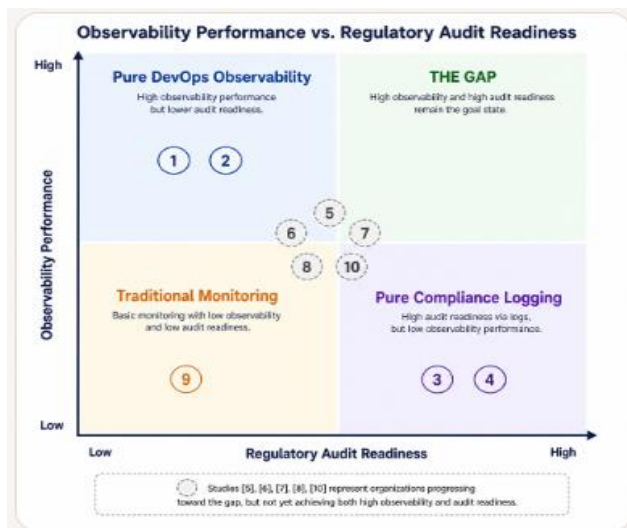 Observability Performance vs. Regulatory Audit Readiness
High
Pure DevOps Observability
High observability performance
but lower audit readiness.
THE GAP
High observability and high audit readiness
remain the goal state.
1
2
5
6
7
8
10
Observability Performance
Traditional Monitoring
Basic monitoring with low observability
and low audit readiness.
Pure Compliance Logging
High audit readiness via logs,
but low observability performance.
9
3
4
Low
Low
Regulatory Audit Readiness
High
Studies [5], [6], [7], [8], [10] represent organizations progressing
toward the gap, but not yet achieving both high observability and audit readiness.